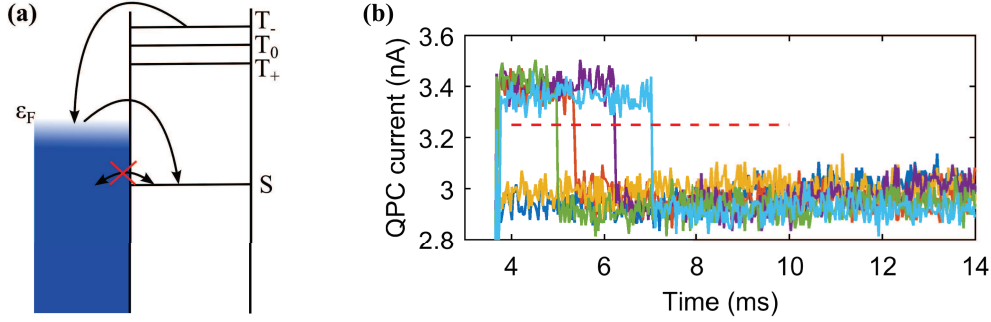 (a)
T_
T0
T+
εF
S
(b)
QPC current (nA)
3.6
3.4
3.2
3
2.8
4
6
8
10
12
14
Time (ms)